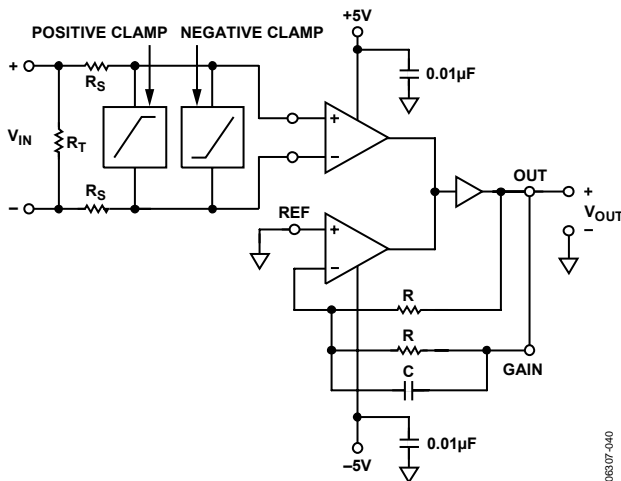 +5V
POSITIVE CLAMP NEGATIVE CLAMP
0.01µF
+ RS
+
VIN RT
−
OUT
+
− RS
REF
VOUT
+
−
−
R
R
GAIN
C
0.01µF
−5V
06307-040